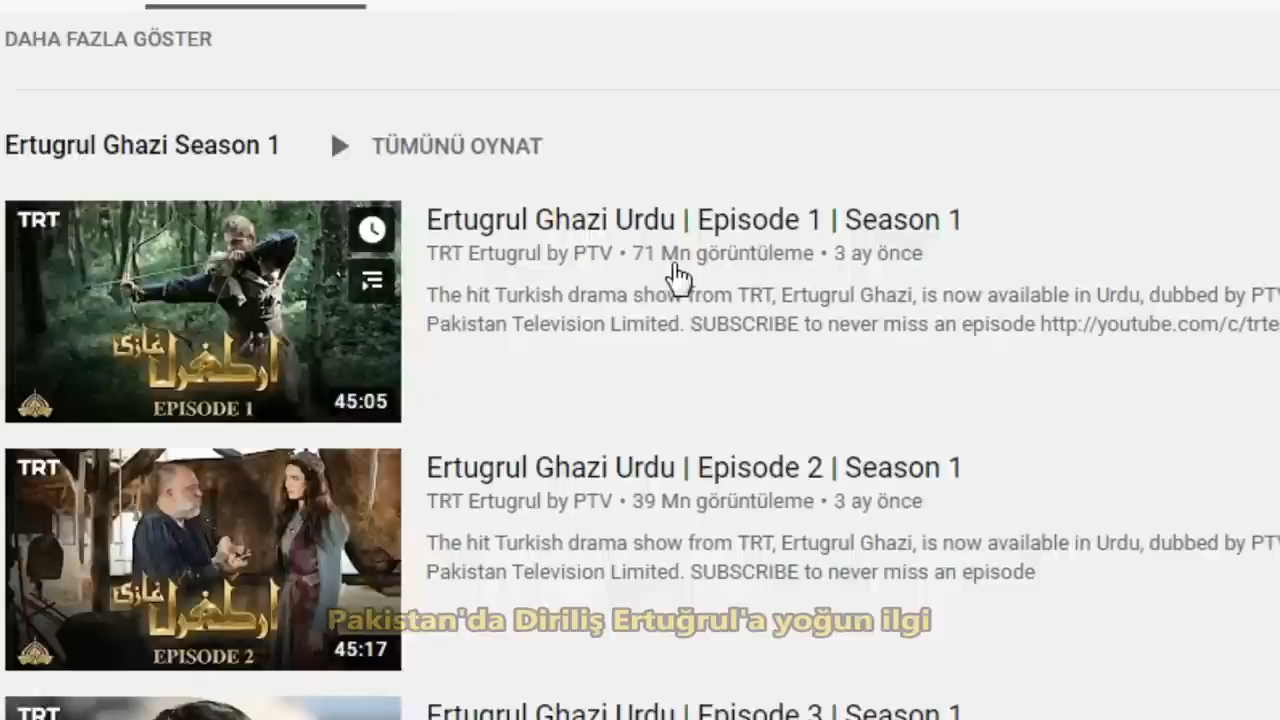 DAHA FAZLA GÖSTER
Ertugrul Ghazi Season 1 TÜMÜNÜ OYNAT
TRT
ارطغرل غازی
EPISODE 1
45:05
Ertugrul Ghazi Urdu | Episode 1 | Season 1
TRT Ertugrul by PTV • 71 Mn görüntüleme • 3 ay önce
The hit Turkish drama show from TRT, Ertugrul Ghazi, is now available in Urdu, dubbed by PTV
Pakistan Television Limited. SUBSCRIBE to never miss an episode http://youtube.com/c/trte
TRT
ارطغرل غازی
EPISODE 2
45:17
Ertugrul Ghazi Urdu | Episode 2 | Season 1
TRT Ertugrul by PTV • 39 Mn görüntüleme • 3 ay önce
The hit Turkish drama show from TRT, Ertugrul Ghazi, is now available in Urdu, dubbed by PTV
Pakistan Television Limited. SUBSCRIBE to never miss an episode
Pakistan'da Diriliş Ertuğrul'a yoğun ilgi
TRT
Ertugrul Ghazi Urdu | Episode 3 | Season 1